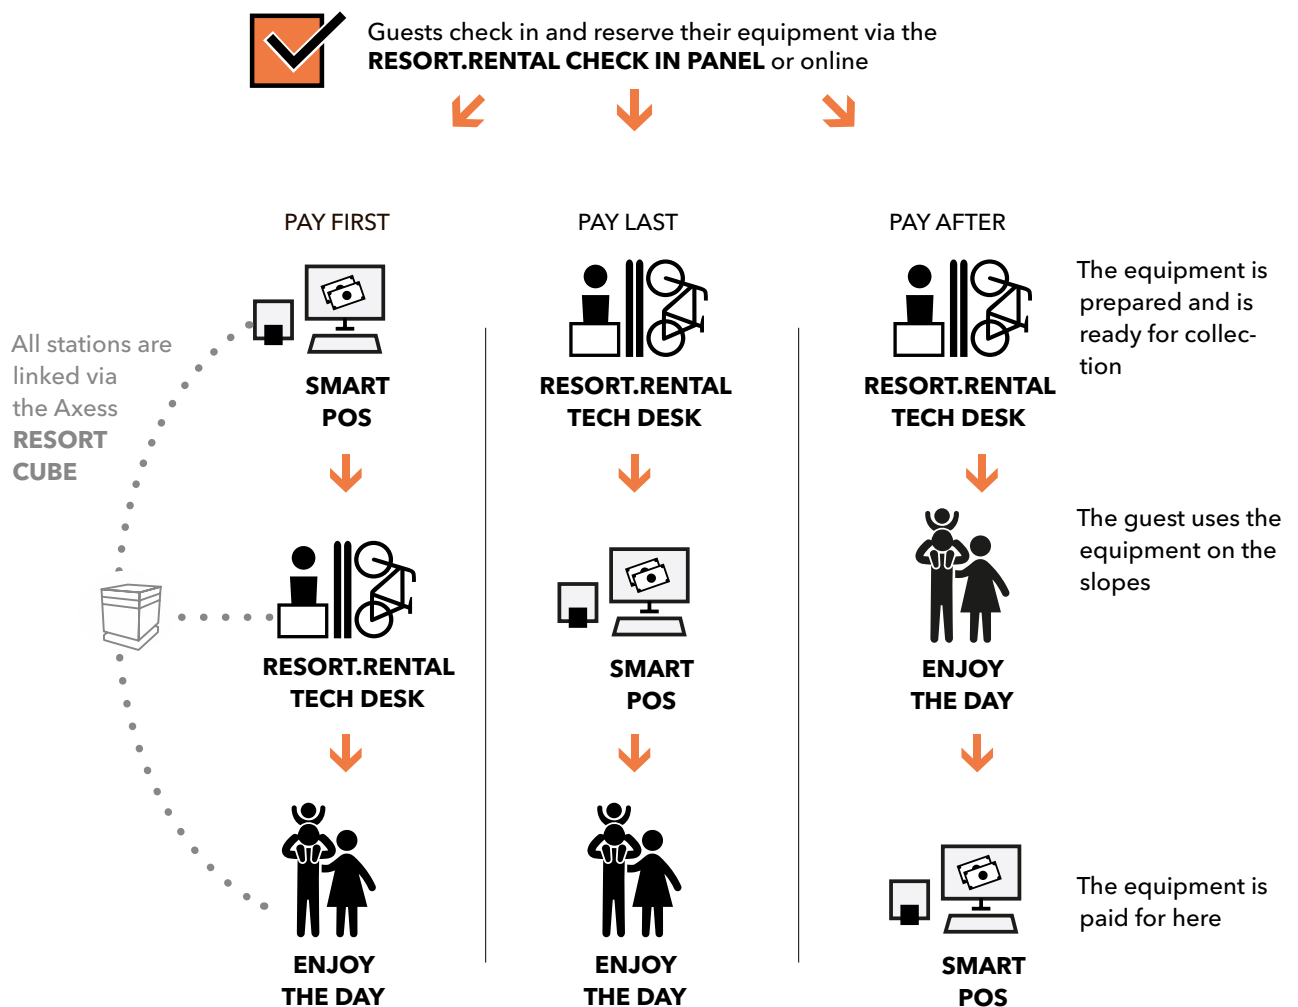 Guests check in and reserve their equipment via the
RESORT.RENTAL CHECK IN PANEL or online
PAY FIRST
PAY LAST
PAY AFTER
All stations are
linked via
the Axess
RESORT
CUBE
SMART
POS
RESORT.RENTAL
TECH DESK
ENJOY
THE DAY
RESORT.RENTAL
TECH DESK
SMART
POS
ENJOY
THE DAY
RESORT.RENTAL
TECH DESK
ENJOY
THE DAY
SMART
POS
The equipment is
prepared and is
ready for collec-
tion
The guest uses the
equipment on the
slopes
The equipment is
paid for here